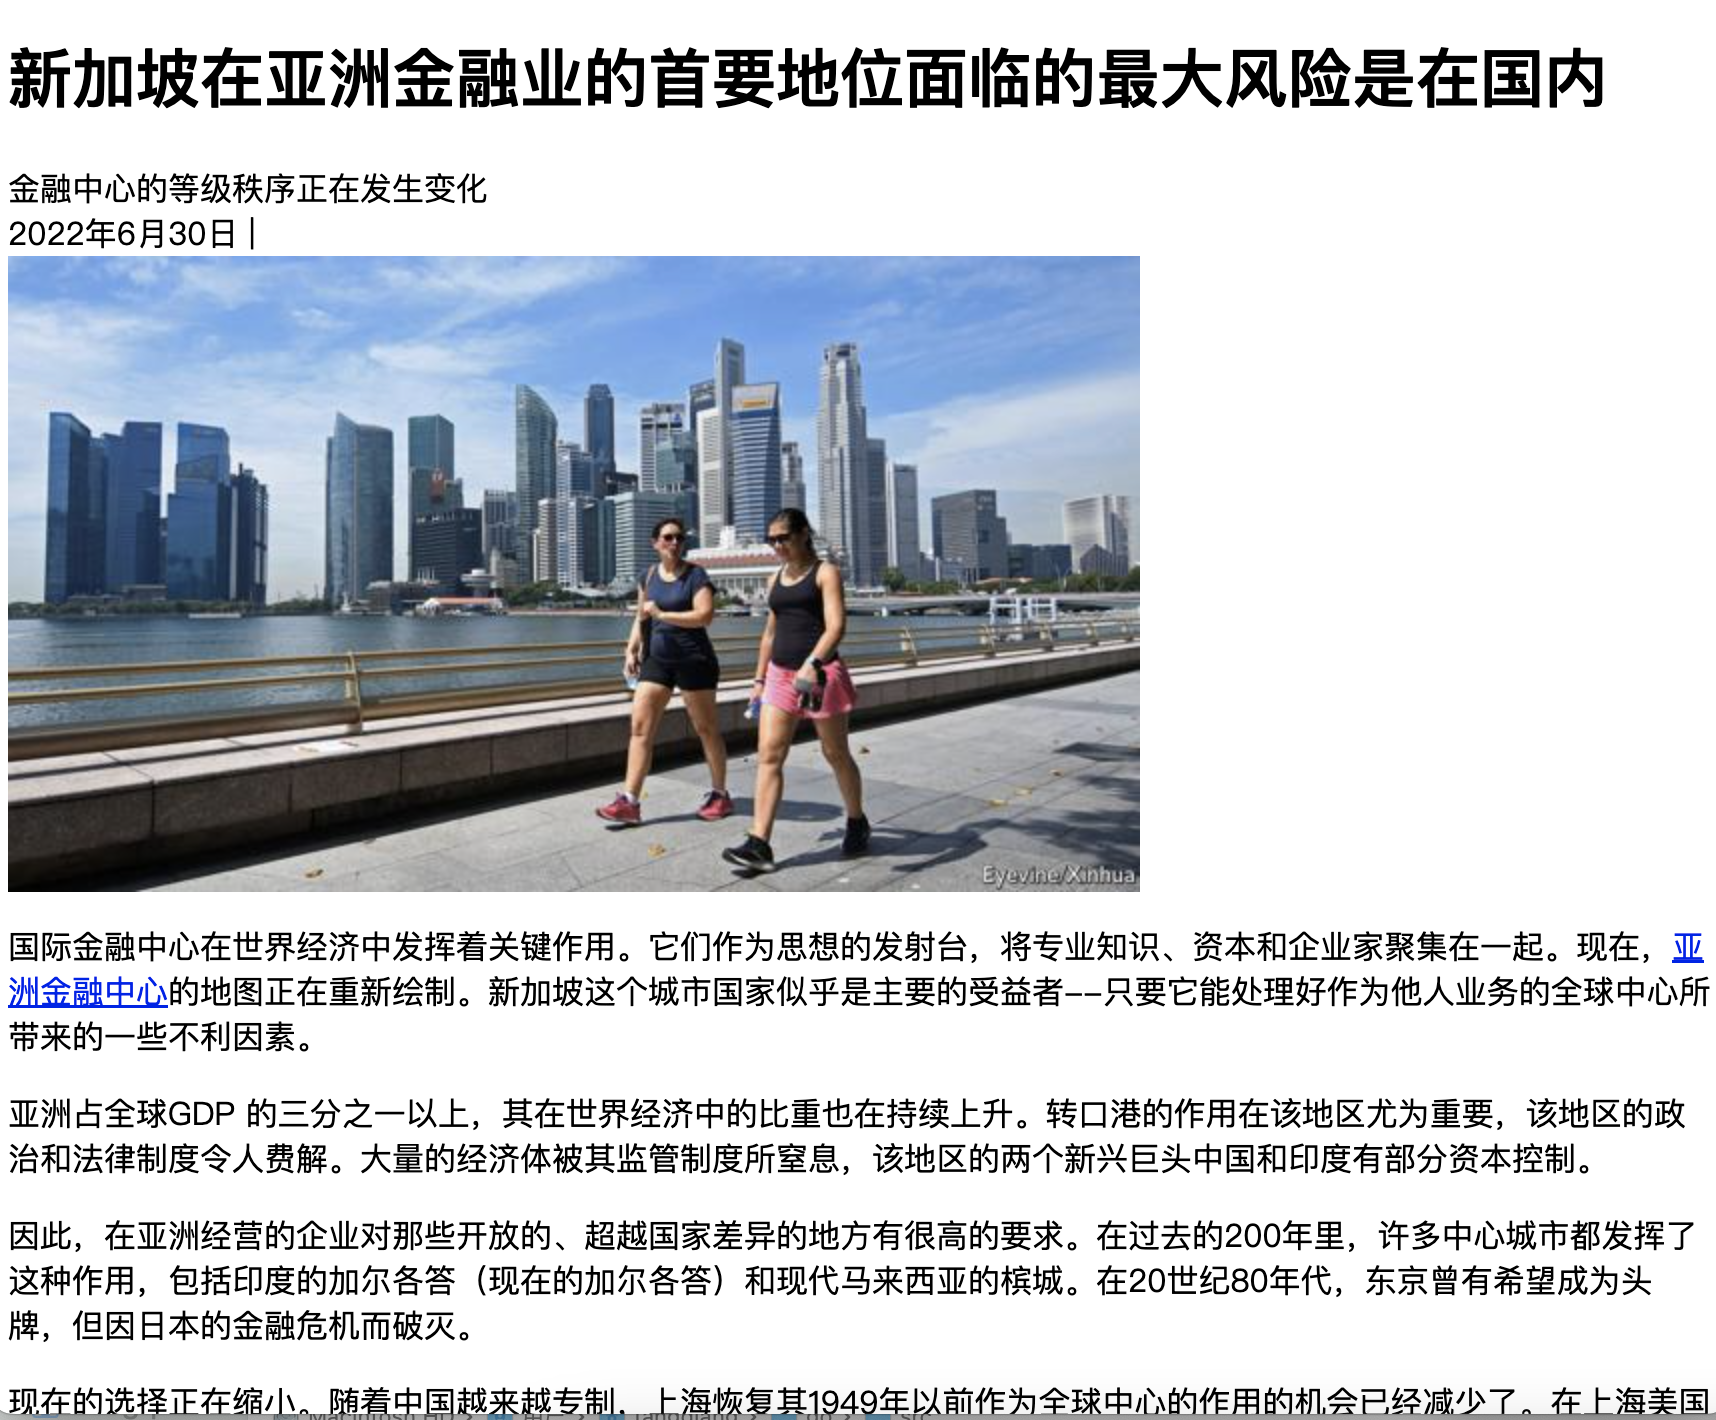 新加坡在亚洲金融业的首要地位面临的最大风险是在国内
金融中心的等级秩序正在发生变化
2022年6月30日 |
Eyevine/Xinhua
国际金融中心在世界经济中发挥着关键作用。它们作为思想的发射台，将专业知识、资本和企业家聚集在一起。现在，亚
洲金融中心的地图正在重新绘制。新加坡这个城市国家似乎是主要的受益者--只要它能处理好作为他人业务的全球中心所
带来的一些不利因素。
亚洲占全球GDP 的三分之一以上，其在世界经济中的比重也在持续上升。转口港的作用在该地区尤为重要，该地区的政
治和法律制度令人费解。大量的经济体被其监管制度所窒息，该地区的两个新兴巨头中国和印度有部分资本控制。
因此，在亚洲经营的企业对那些开放的、超越国家差异的地方有很高的要求。在过去的200年里，许多中心城市都发挥了
这种作用，包括印度的加尔各答（现在的加尔各答）和现代马来西亚的槟城。在20世纪80年代，东京曾有希望成为头
牌，但因日本的金融危机而破灭。
现在的选择正在缩小。随着中国越来越专制，上海恢复其1949年以前作为全球中心的作用的机会已经减少了。在上海美国